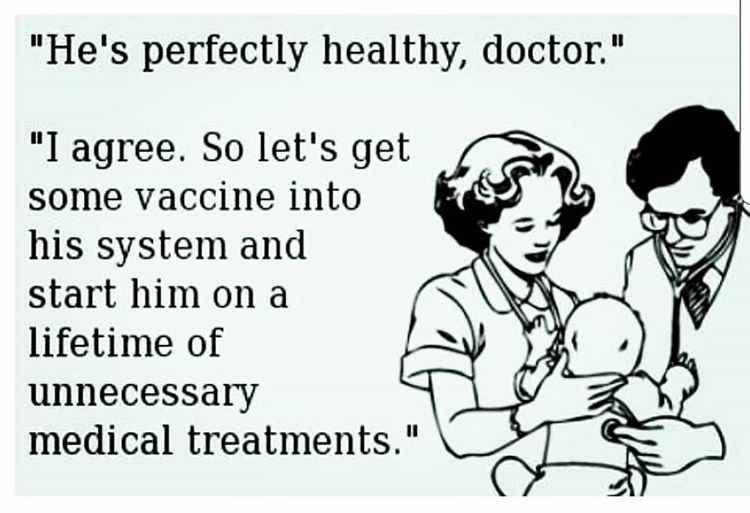 "He's perfectly healthy, doctor."
"I agree. So let's get
some vaccine into
his system and
start him on a
lifetime of
unnecessary
medical treatments."